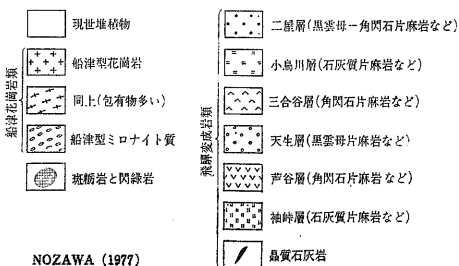 現世堆積物
船津型花崗岩
同上(包有物多い)
船津型ミロナイト質
斑粝岩と閃緑岩
船津花崗岩類
NOZAWA (1977)
二屋層(黒雲母−角閃石片麻岩など)
小鳥川層(石灰質片麻岩など)
三合谷層(角閃石片麻岩など)
天生層(黒雲母片麻岩など)
芦谷層(角閃石片麻岩など)
袖峠層(石灰質片麻岩など)
晶質石灰岩
飛驒変成岩類